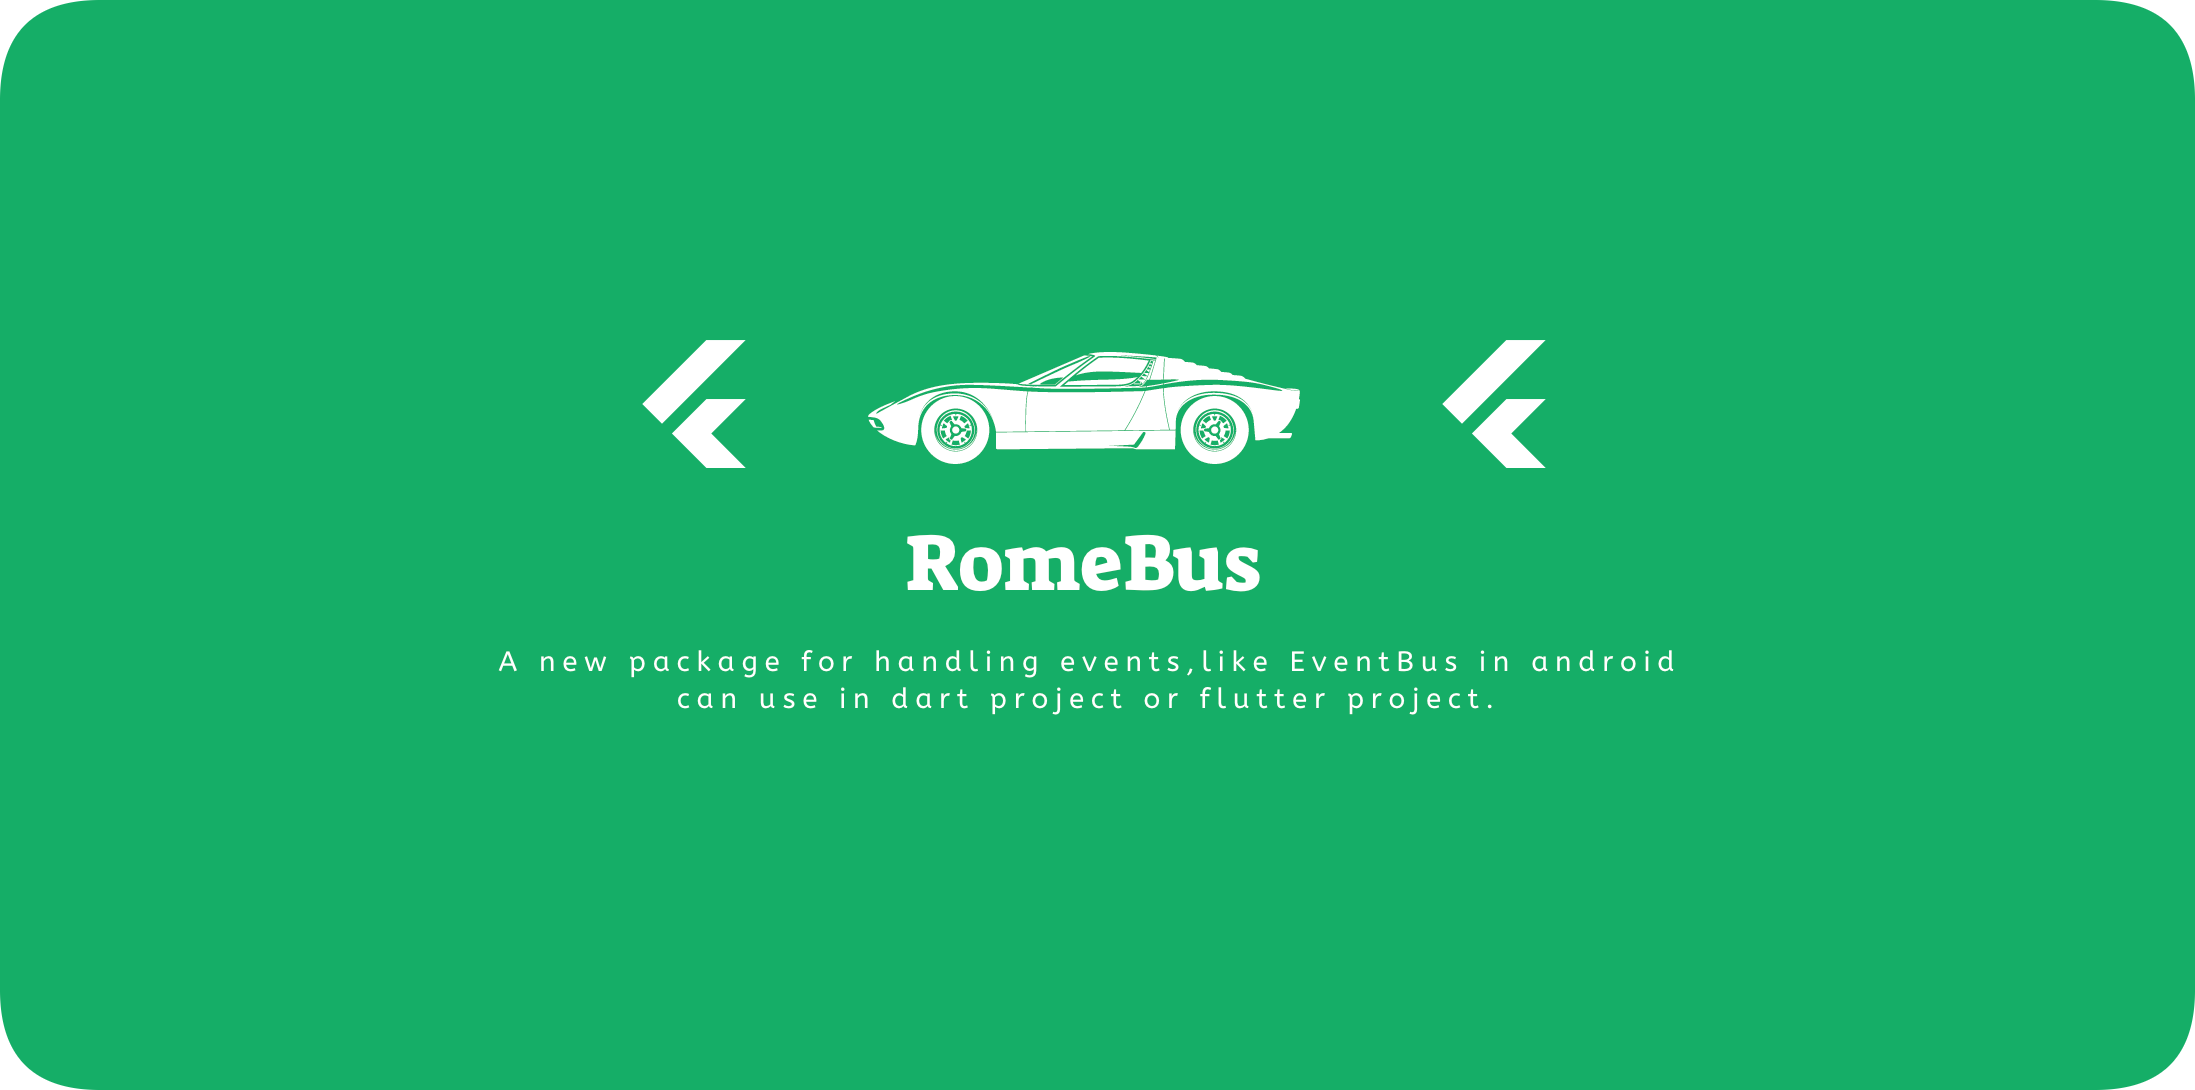 RomeBus
A new package for handling events,like EventBus in android
can use in dart project or flutter project.